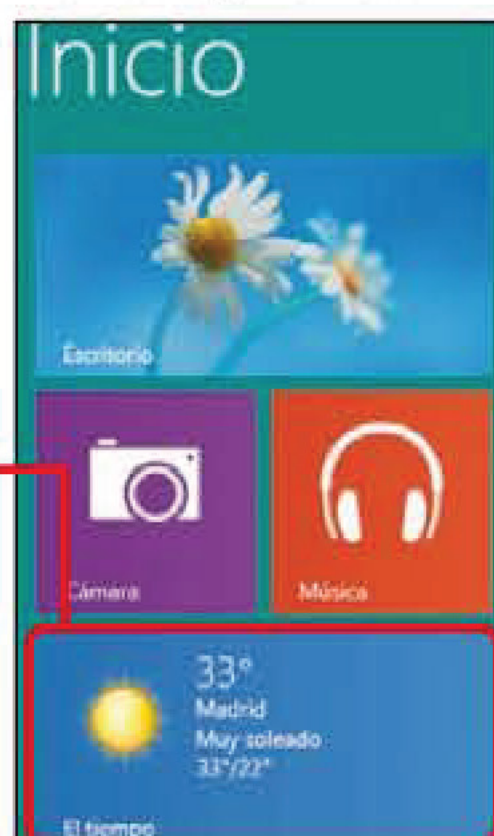 Inicio
Escritorio
Cámara
Música
33°
Madrid
Muy soleado
33°/22°
El tiempo